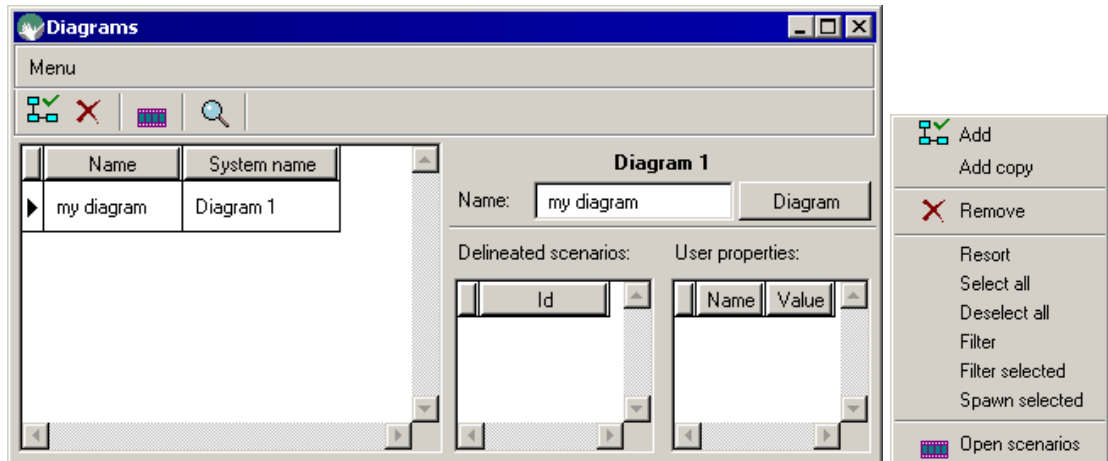 Diagrams
Menu
Name System name
my diagram Diagram 1
Diagram 1
Name: my diagram Diagram
Delineated scenarios: User properties:
Id Name Value
Add
Add copy
Remove
Resort
Select all
Deselect all
Filter
Filter selected
Spawn selected
Open scenarios